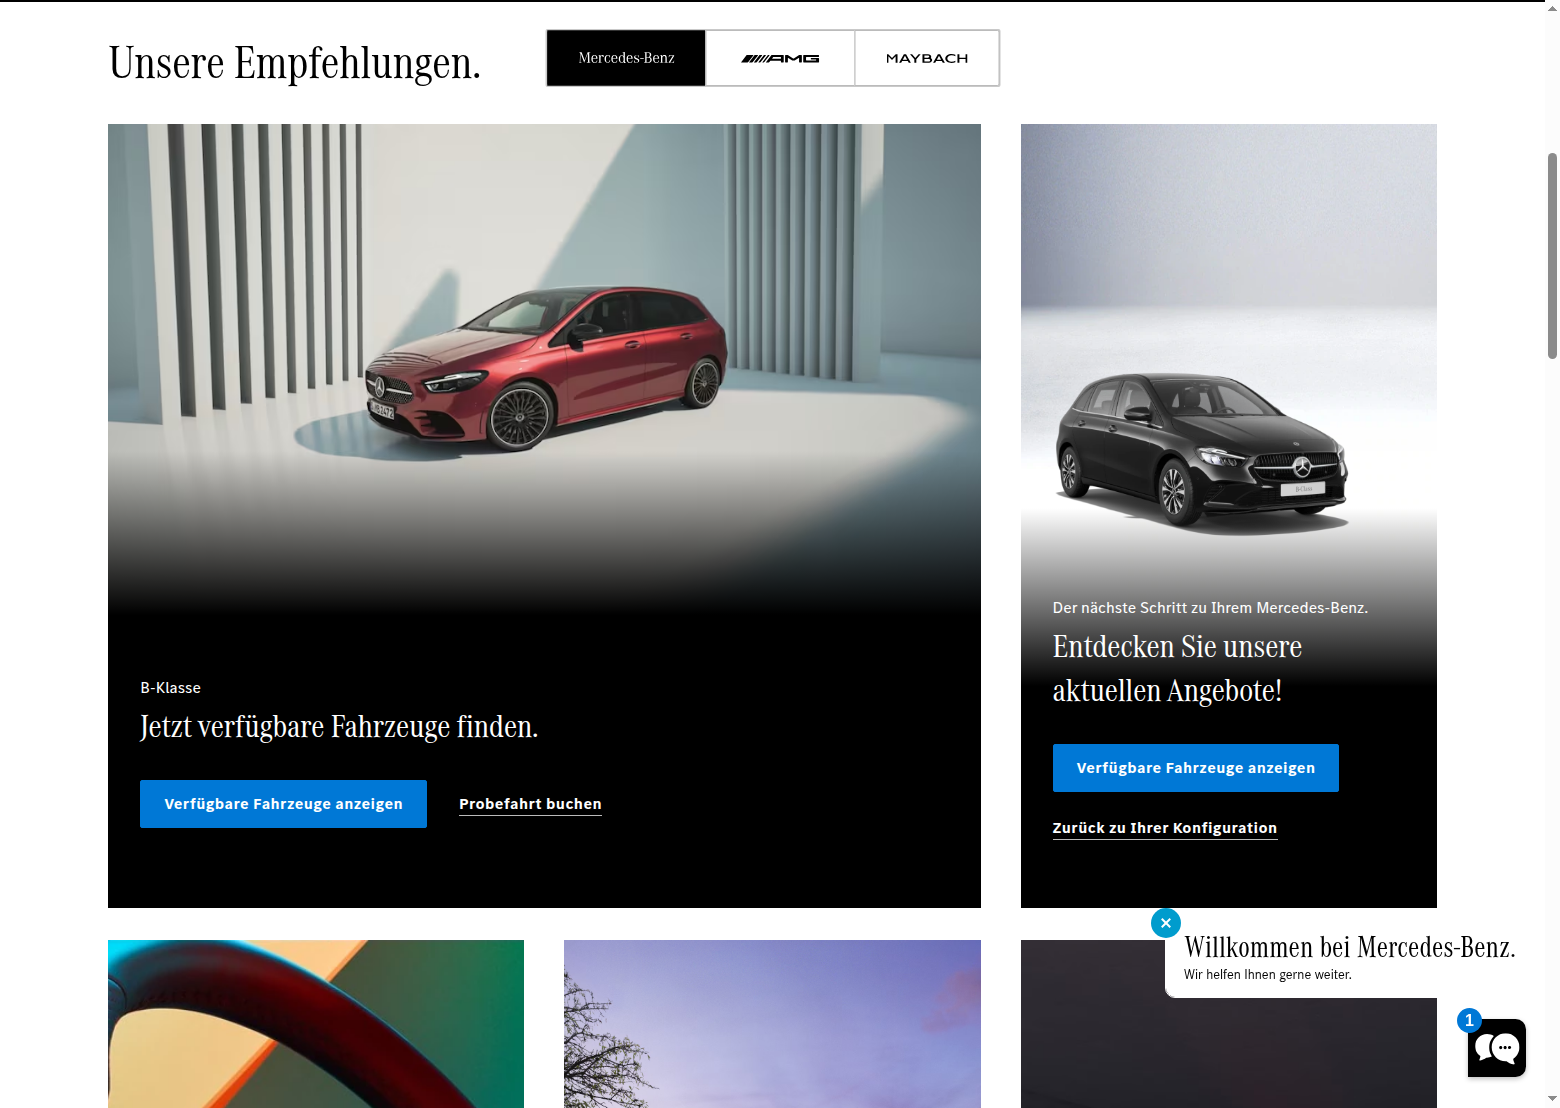 Unsere Empfehlungen.
Mercedes-Benz
AMG
MAYBACH
B-Klasse
Jetzt verfügbare Fahrzeuge finden.
Verfügbare Fahrzeuge anzeigen
Probefahrt buchen
Der nächste Schritt zu Ihrem Mercedes-Benz.
Entdecken Sie unsere
aktuellen Angebote!
Verfügbare Fahrzeuge anzeigen
Zurück zu Ihrer Konfiguration
Willkommen bei Mercedes-Benz.
Wir helfen Ihnen gerne weiter.
1